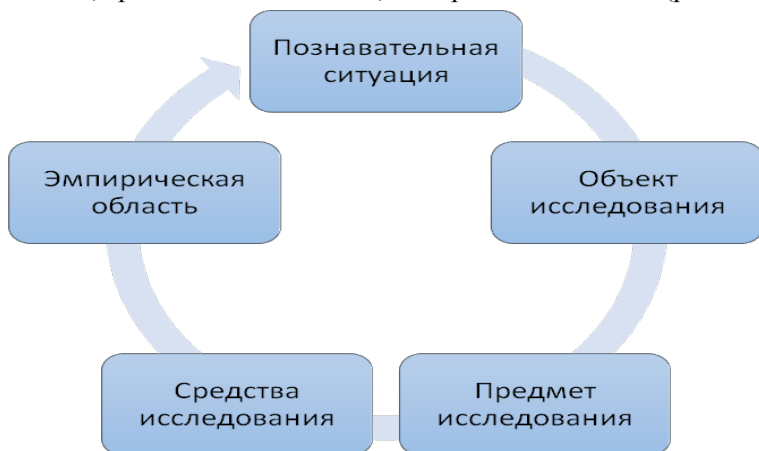 Познавательная
ситуация
Эмпирическая
область
Объект
исследования
Средства
исследования
Предмет
исследования